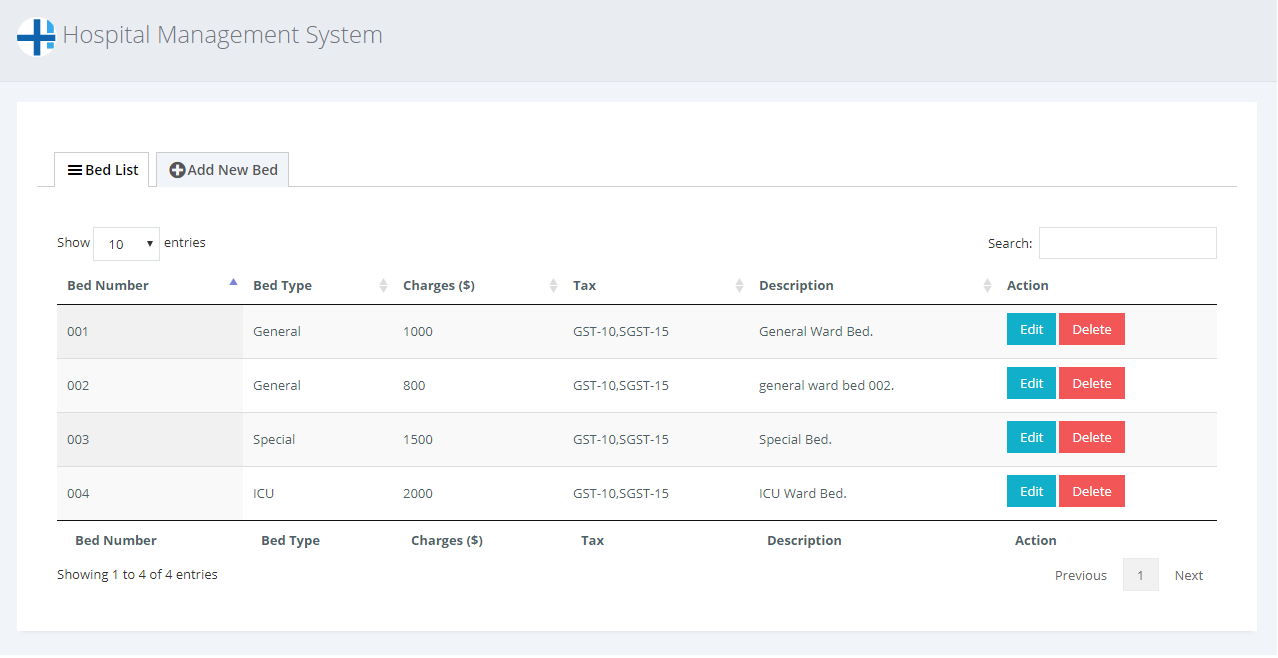 Hospital Management System
Bed List Add New Bed
Show 10 entries Search:
Bed Number Bed Type Charges ($) Tax Description Action
001 General 1000 GST-10,SGST-15 General Ward Bed. Edit Delete
002 General 800 GST-10,SGST-15 general ward bed 002. Edit Delete
003 Special 1500 GST-10,SGST-15 Special Bed. Edit Delete
004 ICU 2000 GST-10,SGST-15 ICU Ward Bed. Edit Delete
Bed Number Bed Type Charges ($) Tax Description Action
Showing 1 to 4 of 4 entries Previous 1 Next